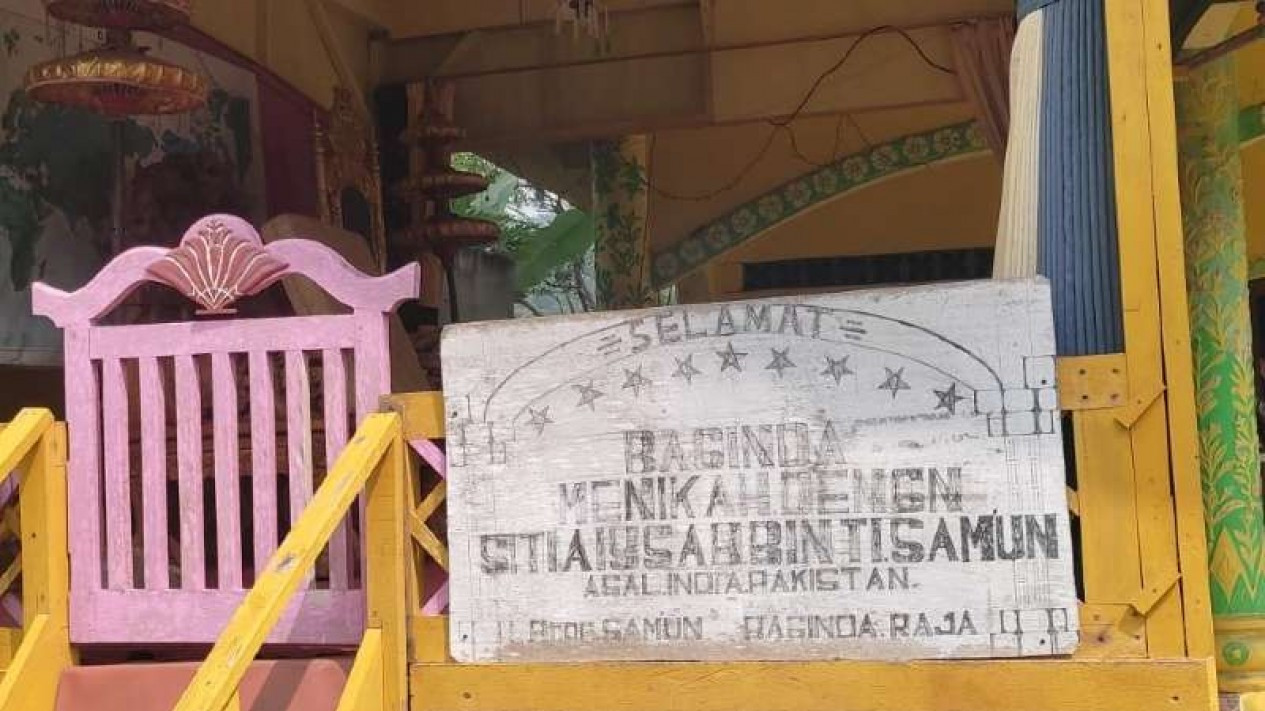 SELAMAT
BAGINDA
MENIKAH DENGN
SITI AIYSAH BINTI SAMUN
ASAL.INDIA.PAKISTAN.
SAMUN BAGINDA.RAJA